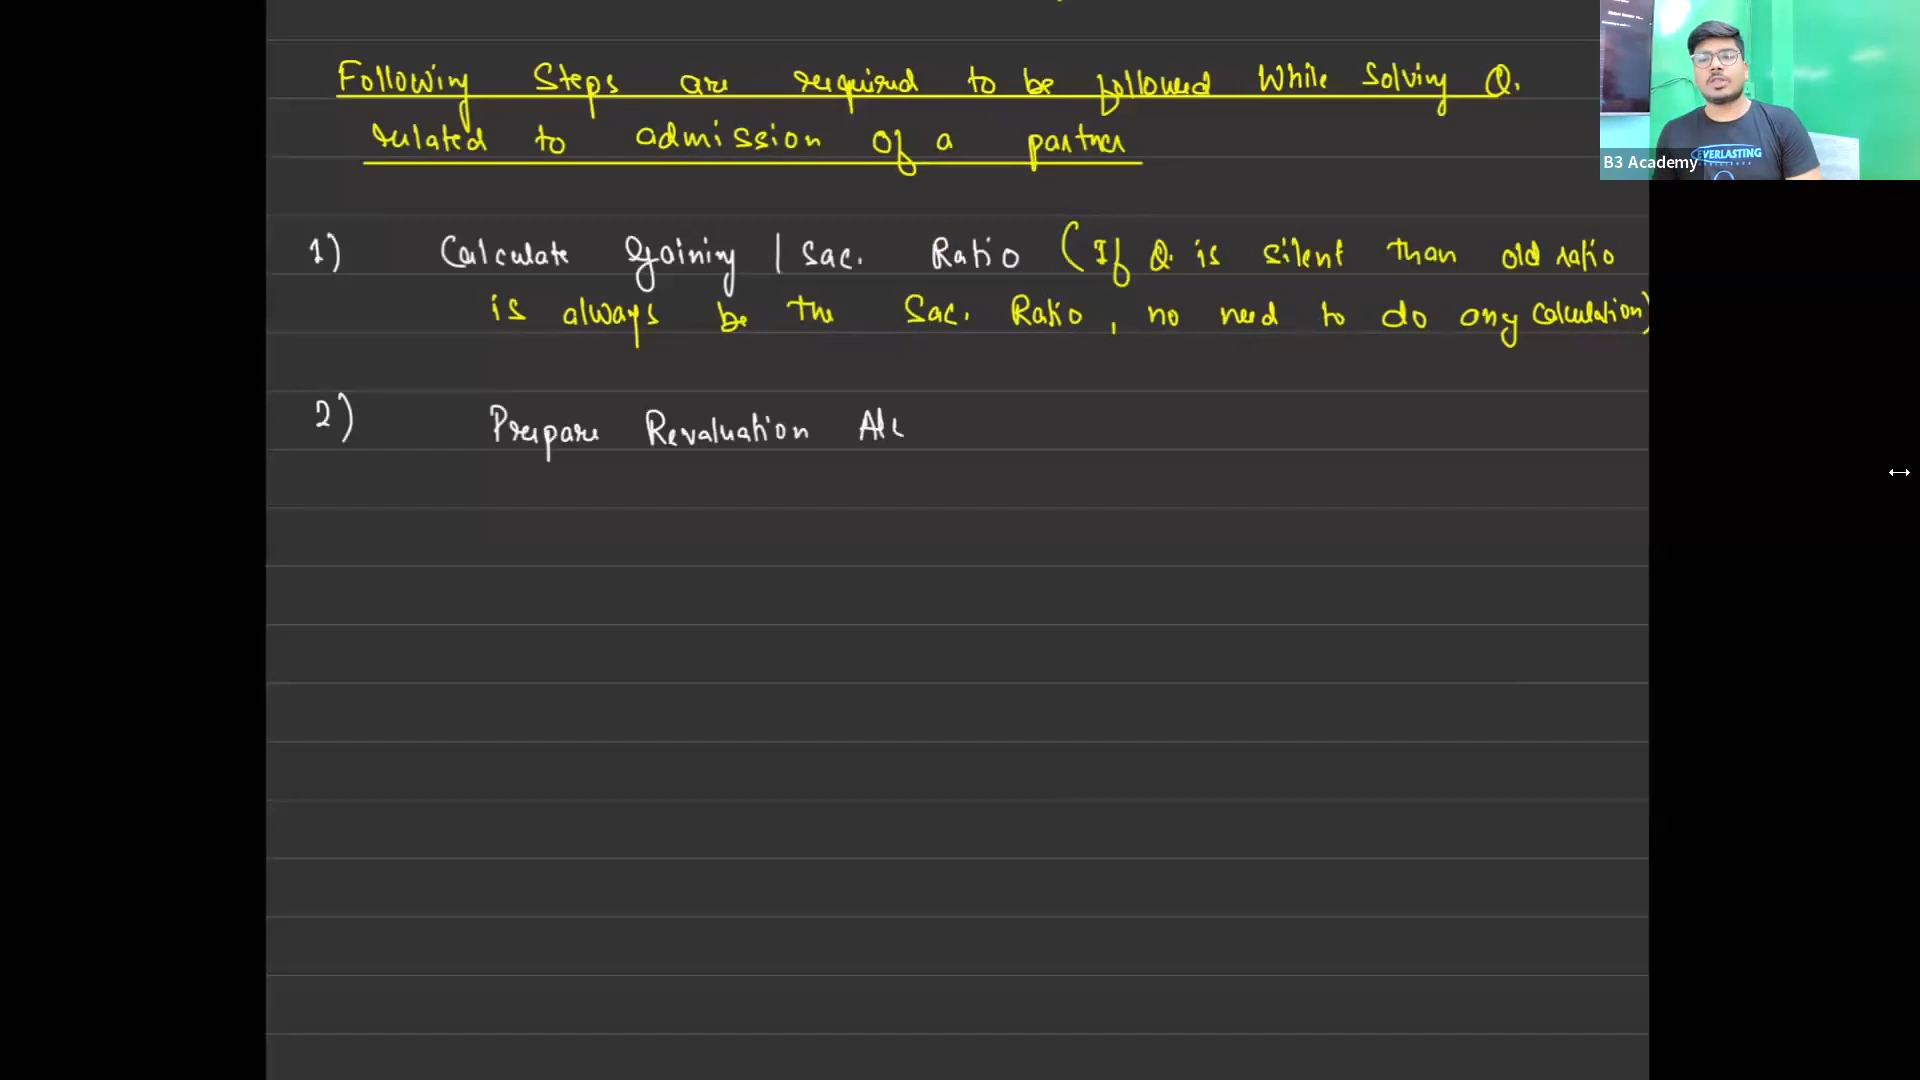 Following Steps are required to be followed While Solving Q.
related to admission of a partner
1) Calculate Gaining | Sac. Ratio (If Q. is silent than old ratio
is always be the Sac. Ratio, no need to do any Calculation)
2) Prepare Revaluation A/c
B3 Academy
EVERLASTING